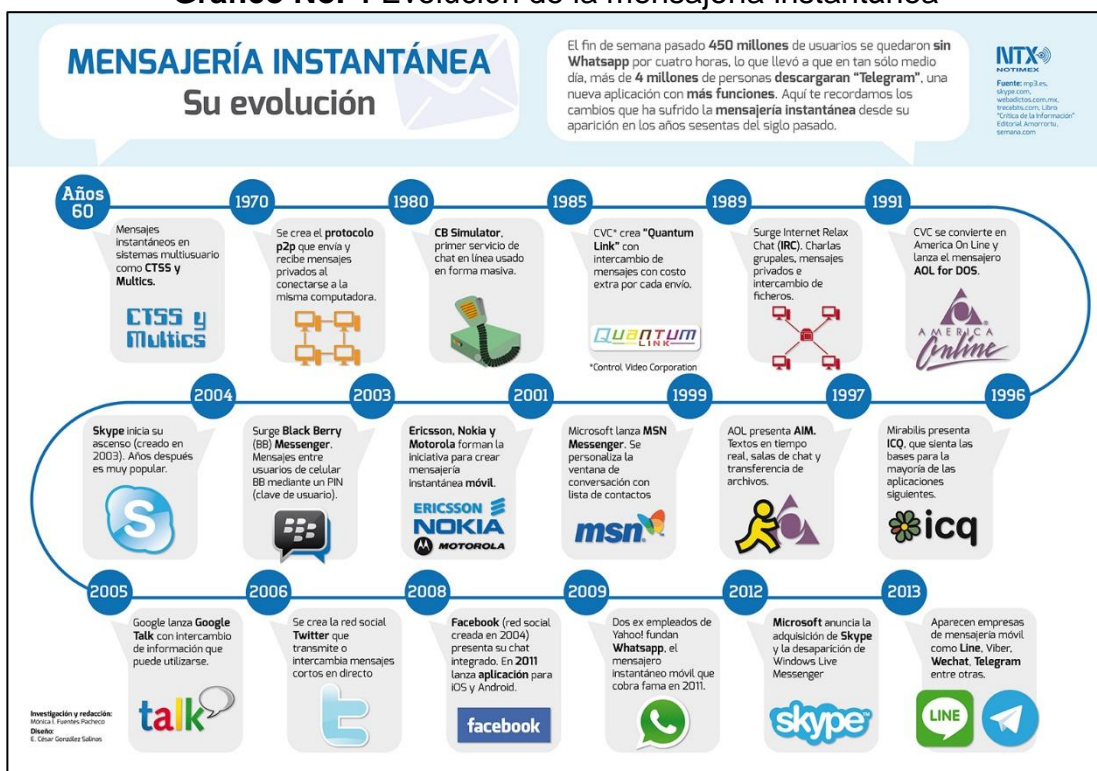 Gráfico No. 4 Evolución de la mensajería instantánea
MENSAJERÍA INSTANTÁNEA
Su evolución
El fin de semana pasado 450 millones de usuarios se quedaron sin
Whatsapp por cuatro horas, lo que llevó a que en tan sólo medio
día, más de 4 millones de personas descargaran "Telegram", una
nueva aplicación con más funciones. Aquí te recordamos los
cambios que ha sufrido la mensajería instantánea desde su
aparición en los años sesentas del siglo pasado.
NTX
NOTIMEX
Fuente: mp3.es,
skype.com,
webadictos.com.mx,
trecebits.com, Libro
"Crítica de la Información"
Editorial Amorrortu,
semana.com
Años
60
Mensajes
instantáneos en
sistemas multiusuario
como CTSS y
Multics.
CTSS y
Multics
1970
Se crea el protocolo
p2p que envía y
recibe mensajes
privados al
conectarse a la
misma computadora.
1980
CB Simulator,
primer servicio de
chat en línea usado
en forma masiva.
1985
CVC* crea "Quantum
Link" con
intercambio de
mensajes con costo
extra por cada envío.
QUANTUM
LINK
*Control Video Corporation
1989
Surge Internet Relax
Chat (IRC). Charlas
grupales, mensajes
privados e
intercambio de
ficheros.
1991
CVC se convierte en
America On Line y
lanza el mensajero
AOL for DOS.
AMERICA
Online
2004
Skype inicia su
ascenso (creado en
2003). Años después
es muy popular.
S
2003
Surge Black Berry
(BB) Messenger.
Mensajes entre
usuarios de celular
BB mediante un PIN
(clave de usuario).
2001
Ericsson, Nokia y
Motorola forman la
iniciativa para crear
mensajería
instantánea móvil.
ERICSSON
NOKIA
MOTOROLA
1999
Microsoft lanza MSN
Messenger. Se
personaliza la
ventana de
conversación con
lista de contactos
msn
1997
AOL presenta AIM.
Textos en tiempo
real, salas de chat y
transferencia de
archivos.
1996
Mirabilis presenta
ICQ, que sienta las
bases para la
mayoría de las
aplicaciones
siguientes.
icq
2005
Google lanza Google
Talk con intercambio
de información que
puede utilizarse.
talk
2006
Se crea la red social
Twitter que
transmite o
intercambia mensajes
cortos en directo
t
2008
Facebook (red social
creada en 2004)
presenta su chat
integrado. En 2011
lanza aplicación para
iOS y Android.
facebook
2009
Dos ex empleados de
Yahoo! fundan
Whatsapp, el
mensajero
instantáneo móvil que
cobra fama en 2011.
2012
Microsoft anuncia la
adquisición de Skype
y la desaparición de
Windows Live
Messenger
skype
2013
Aparecen empresas
de mensajería móvil
como Line, Viber,
Wechat, Telegram
entre otras.
LINE
Investigación y redacción:
Mónica I. Fuentes Pacheco
Diseño:
E. César González Salinas